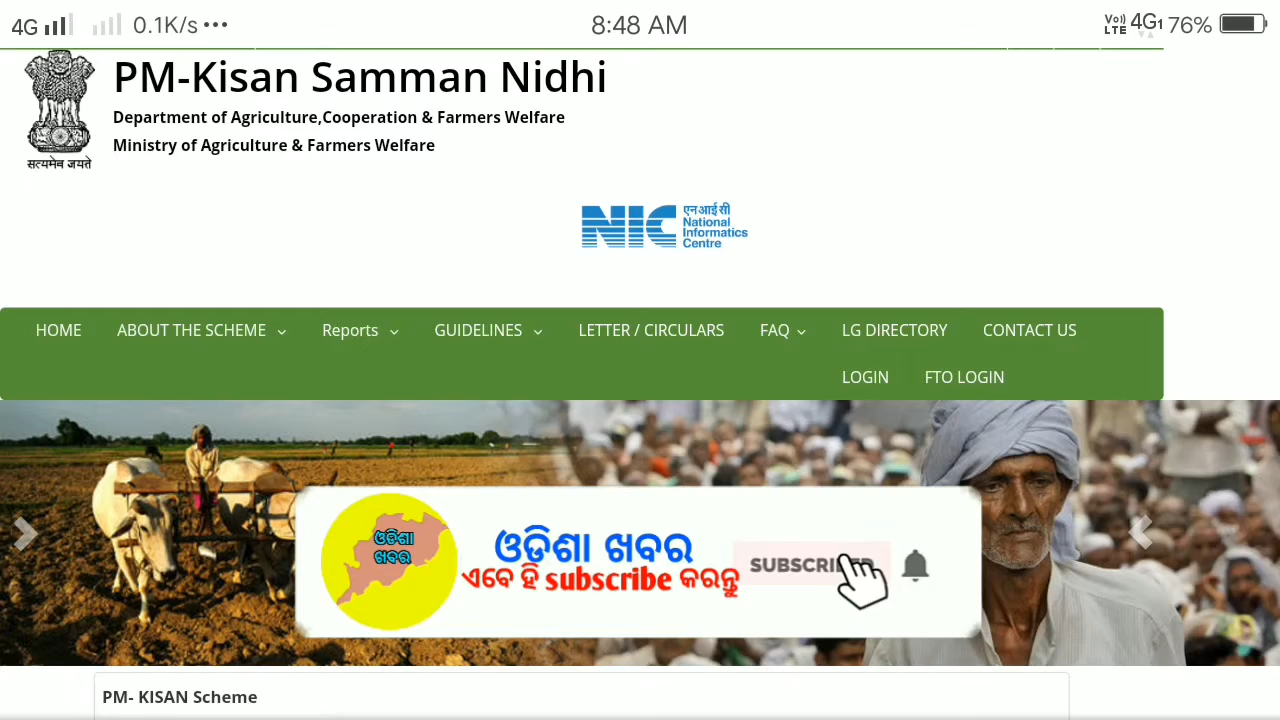 4G 0.1K/s ••• 8:48 AM Vo)) LTE 4G1 76%
PM-Kisan Samman Nidhi
Department of Agriculture,Cooperation & Farmers Welfare
Ministry of Agriculture & Farmers Welfare
सत्यमेव जयते
NIC एनआईसी
National
Informatics
Centre
HOME ABOUT THE SCHEME Reports GUIDELINES LETTER / CIRCULARS FAQ LG DIRECTORY CONTACT US
LOGIN FTO LOGIN
ଓଡିଶା
ଖବର
ଓଡିଶା ଖବର
ଏବେ ହିଁ subscribe କରନ୍ତୁ
PM- KISAN Scheme